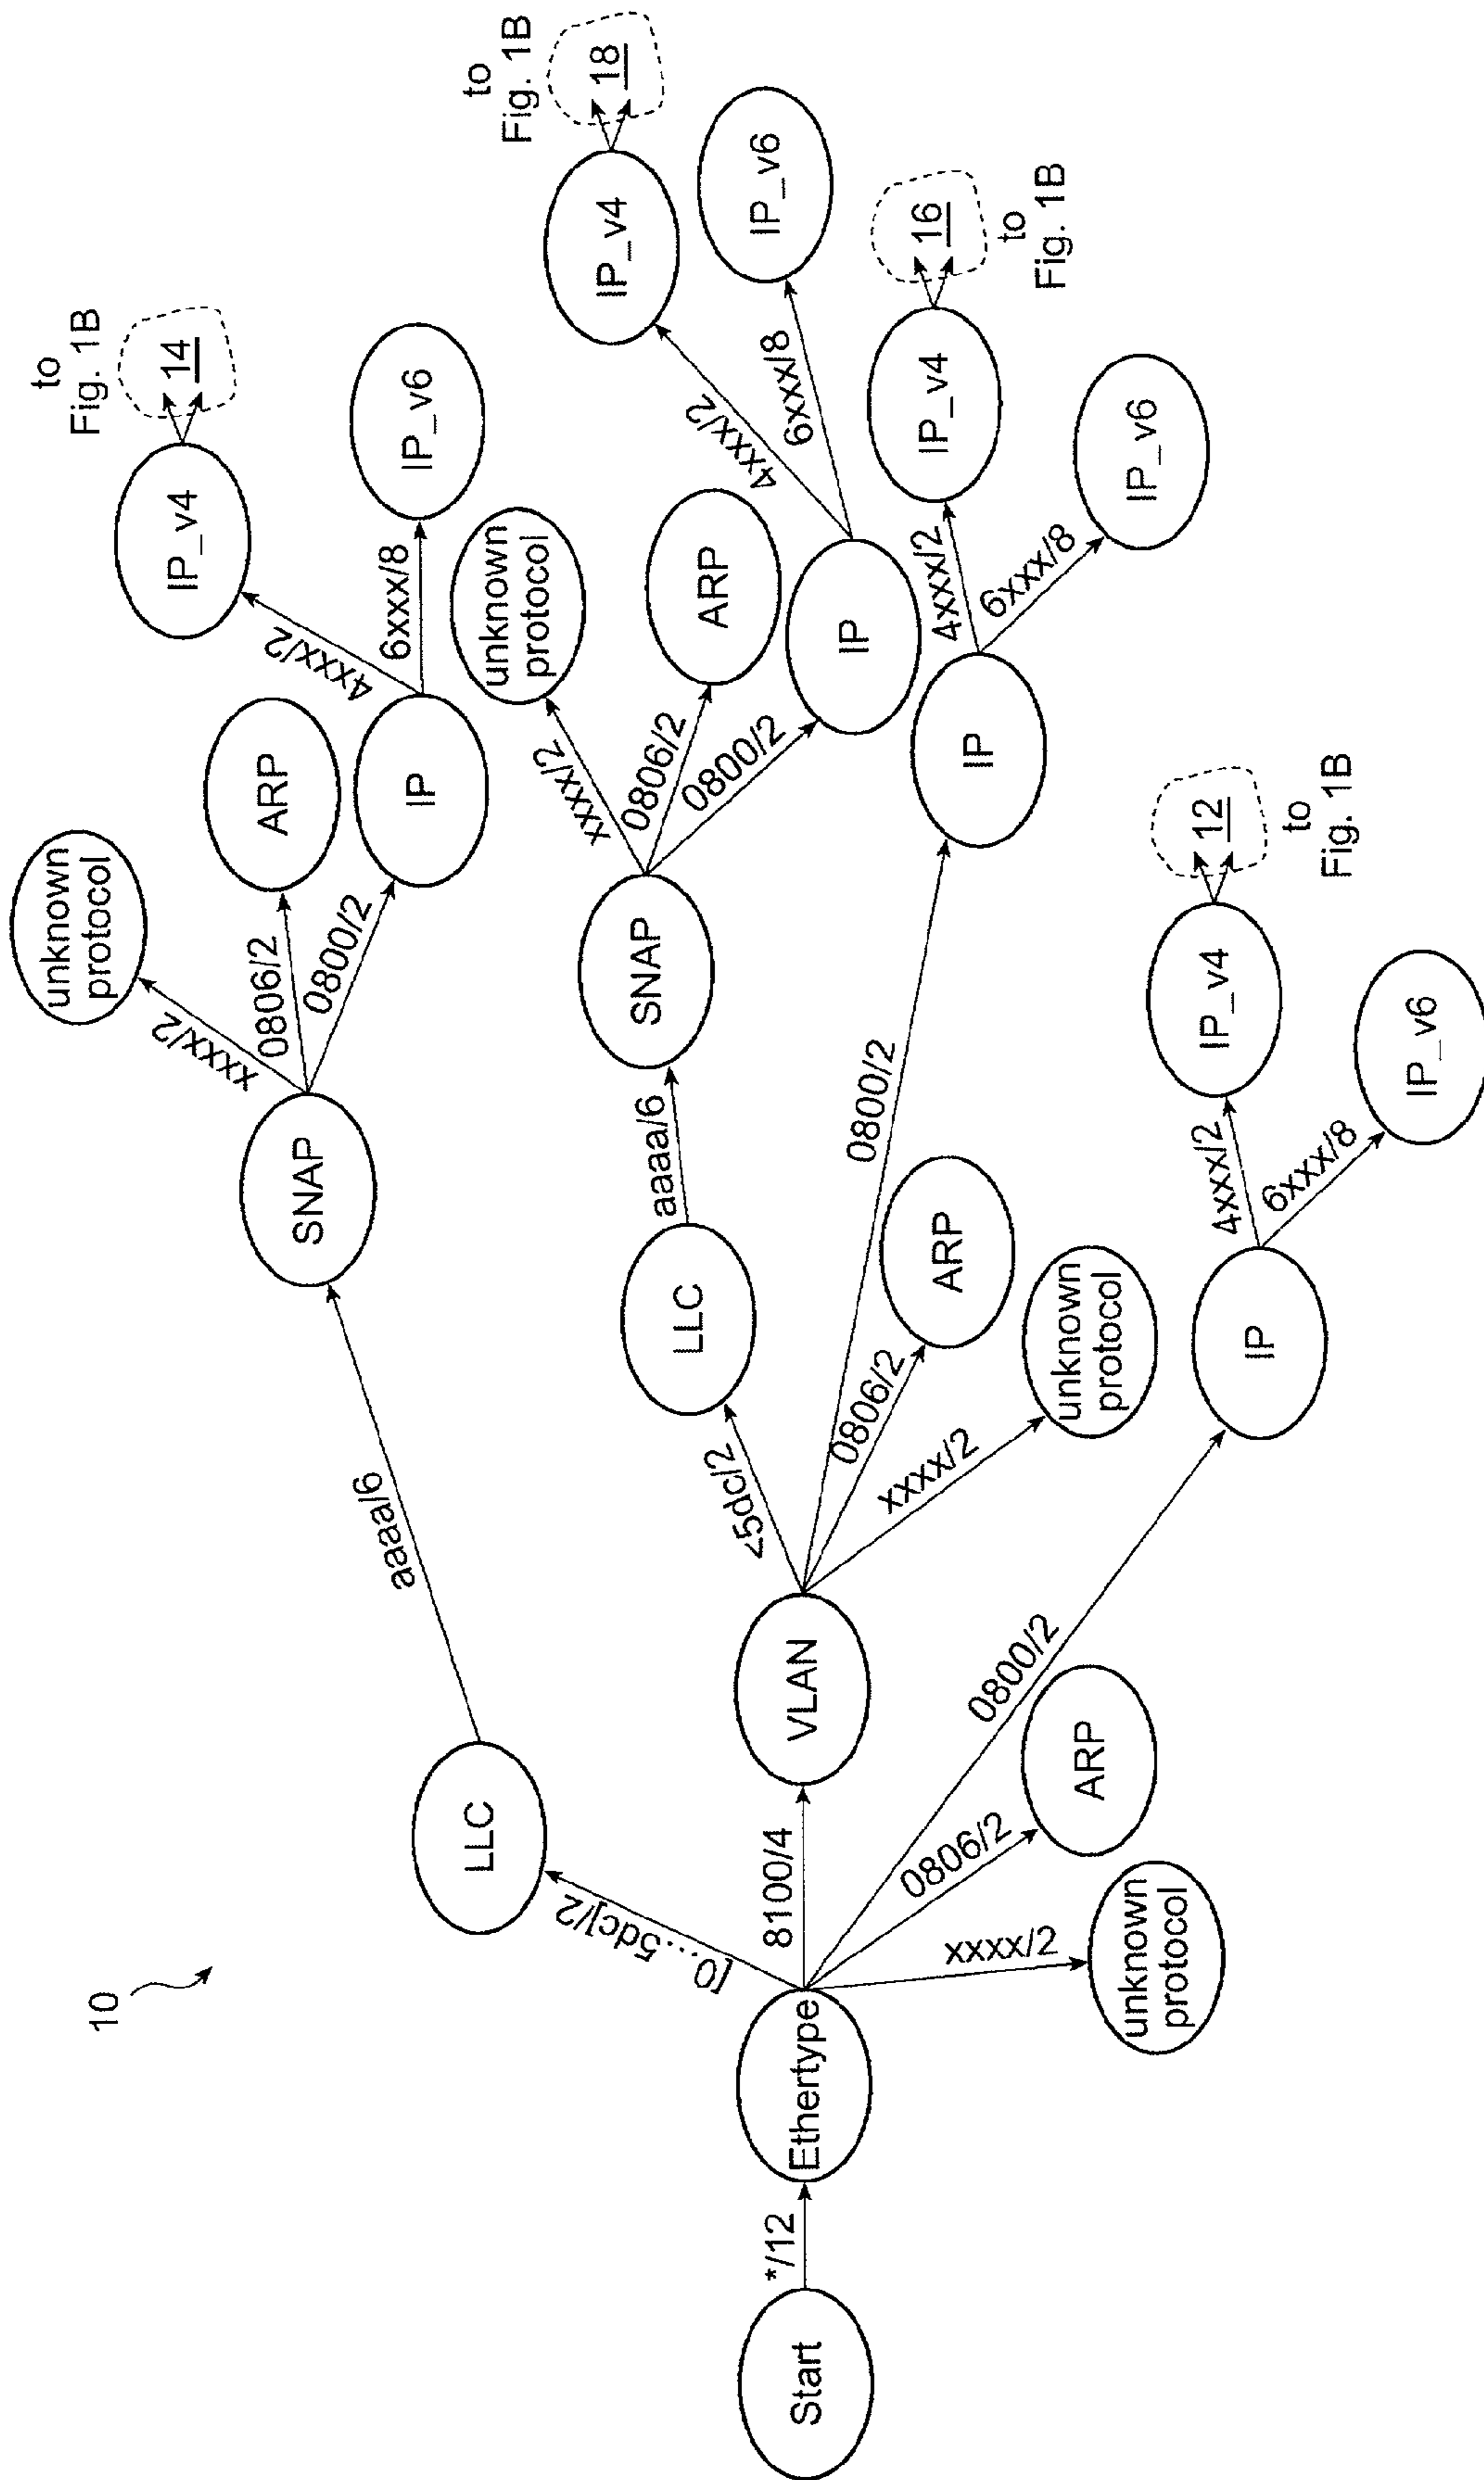 10
Start
*/12
Ethertype
[0...5dc]/2
LLC
aaaa/6
SNAP
xxxx/2
unknown
protocol
0806/2
ARP
0800/2
IP
4xxx/2
IP_v4
14
to
Fig. 1B
6xxx/8
IP_v6
8100/4
VLAN
<5dc/2
LLC
aaaa/6
SNAP
xxxx/2
unknown
protocol
0806/2
ARP
0800/2
IP
4xxx/2
IP_v4
18
to
Fig. 1B
6xxx/8
IP_v6
0800/2
IP
4xxx/2
IP_v4
16
to
Fig. 1B
6xxx/8
IP_v6
0806/2
ARP
xxxx/2
unknown
protocol
0800/2
IP
4xxx/2
IP_v4
12
to
Fig. 1B
6xxx/8
IP_v6
0806/2
ARP
xxxx/2
unknown
protocol